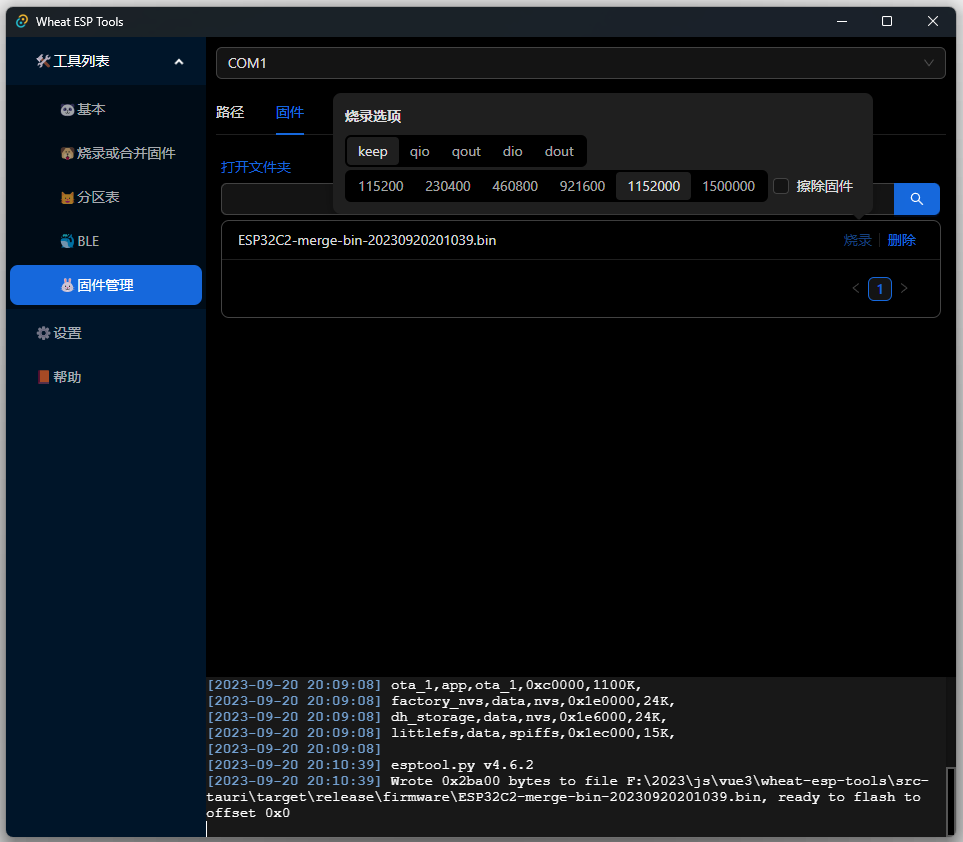 Wheat ESP Tools
工具列表
基本
烧录或合并固件
分区表
BLE
固件管理
设置
帮助
COM1
路径 固件
烧录选项
keep qio qout dio dout
115200 230400 460800 921600 1152000 1500000 擦除固件
打开文件夹
ESP32C2-merge-bin-20230920201039.bin 烧录 删除
< 1 >
[2023-09-20 20:09:08] ota_1,app,ota_1,0xc0000,1100K,
[2023-09-20 20:09:08] factory_nvs,data,nvs,0x1e0000,24K,
[2023-09-20 20:09:08] dh_storage,data,nvs,0x1e6000,24K,
[2023-09-20 20:09:08] littlefs,data,spiffs,0x1ec000,15K,
[2023-09-20 20:09:08]
[2023-09-20 20:10:39] esptool.py v4.6.2
[2023-09-20 20:10:39] Wrote 0x2ba00 bytes to file F:\2023\js\vue3\wheat-esp-tools\src-
tauri\target\release\firmware\ESP32C2-merge-bin-20230920201039.bin, ready to flash to
offset 0x0